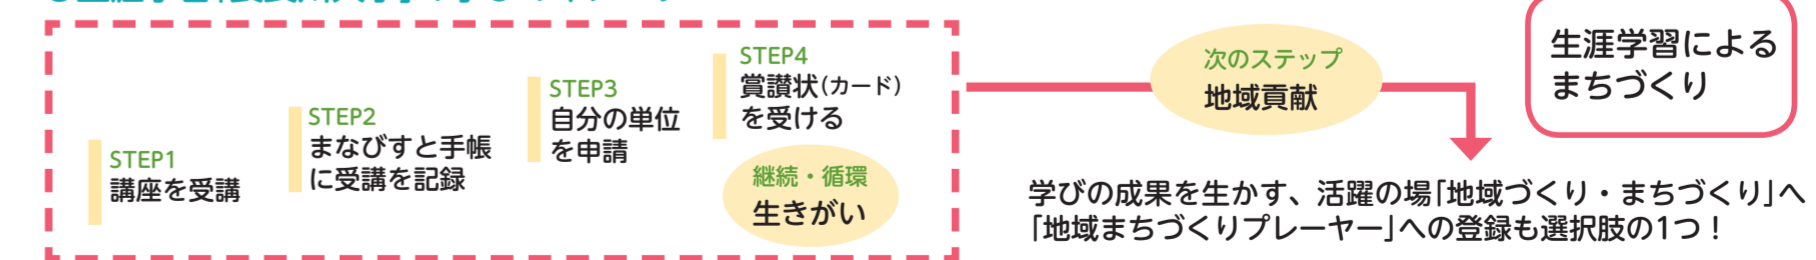 STEP1
講座を受講
STEP2
まなびすと手帳
に受講を記録
STEP3
自分の単位
を申請
STEP4
賞讃状(カード)
を受ける
継続・循環
生きがい
次のステップ
地域貢献
生涯学習による
まちづくり
学びの成果を生かす、活躍の場｢地域づくり・まちづくり｣へ
｢地域まちづくりプレーヤー｣への登録も選択肢の1つ！